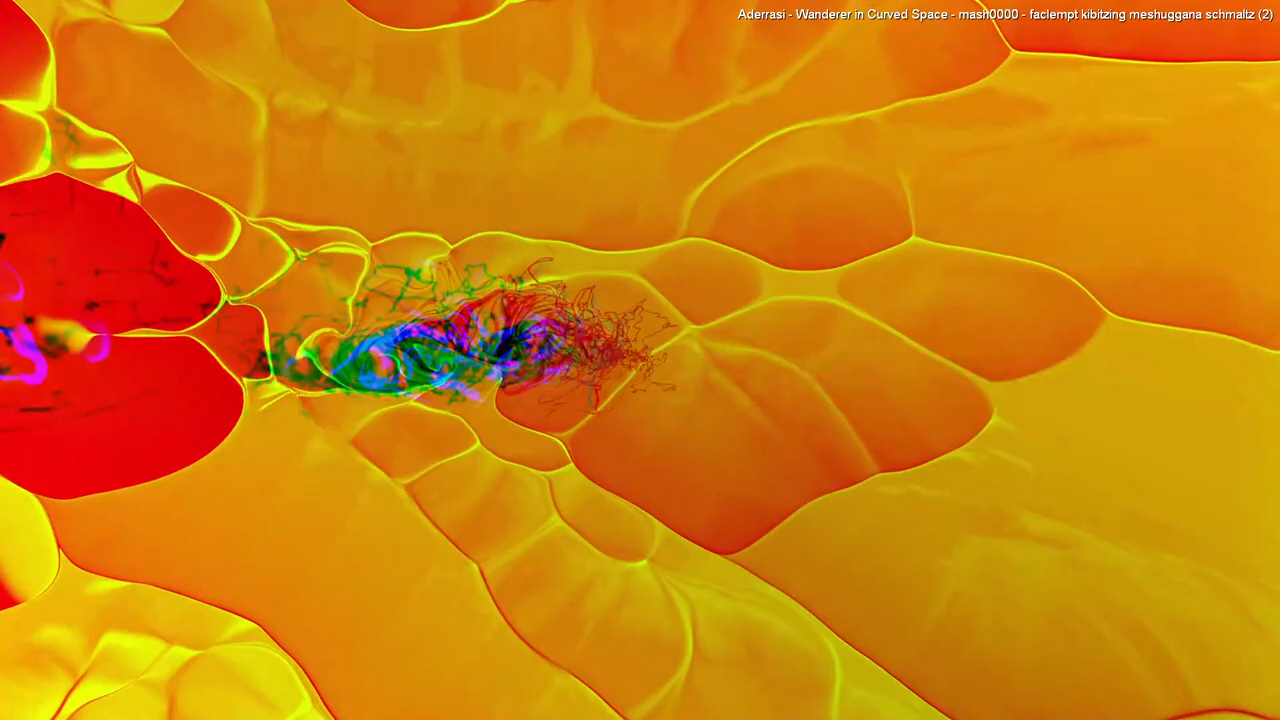 Aderrasi - Wanderer in Curved Space - mash0000 - faclempt kibitzing meshuggana schmaltz (2)